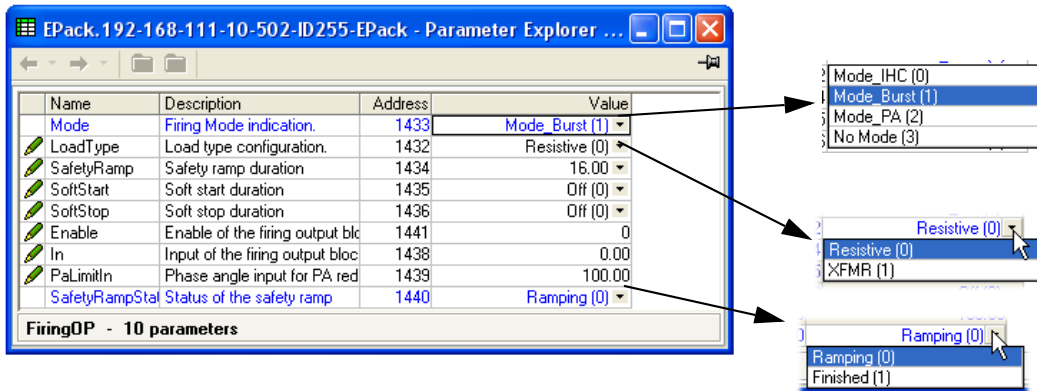 EPack.192-168-111-10-502-ID255-EPack - Parameter Explorer ...
Name Description Address Value
Mode Firing Mode indication. 1433 Mode_Burst (1)
LoadType Load type configuration. 1432 Resistive (0)
SafetyRamp Safety ramp duration 1434 16.00
SoftStart Soft start duration 1435 Off (0)
SoftStop Soft stop duration 1436 Off (0)
Enable Enable of the firing output blc 1441 0
In Input of the firing output bloc 1438 0.00
PaLimitIn Phase angle input for PA red 1439 100.00
SafetyRampStat Status of the safety ramp 1440 Ramping (0)
FiringOP - 10 parameters
Mode_IHC (0)
Mode_Burst (1)
Mode_PA (2)
No Mode (3)
Resistive (0)
Resistive (0)
XFMR (1)
Ramping (0)
Ramping (0)
Finished (1)